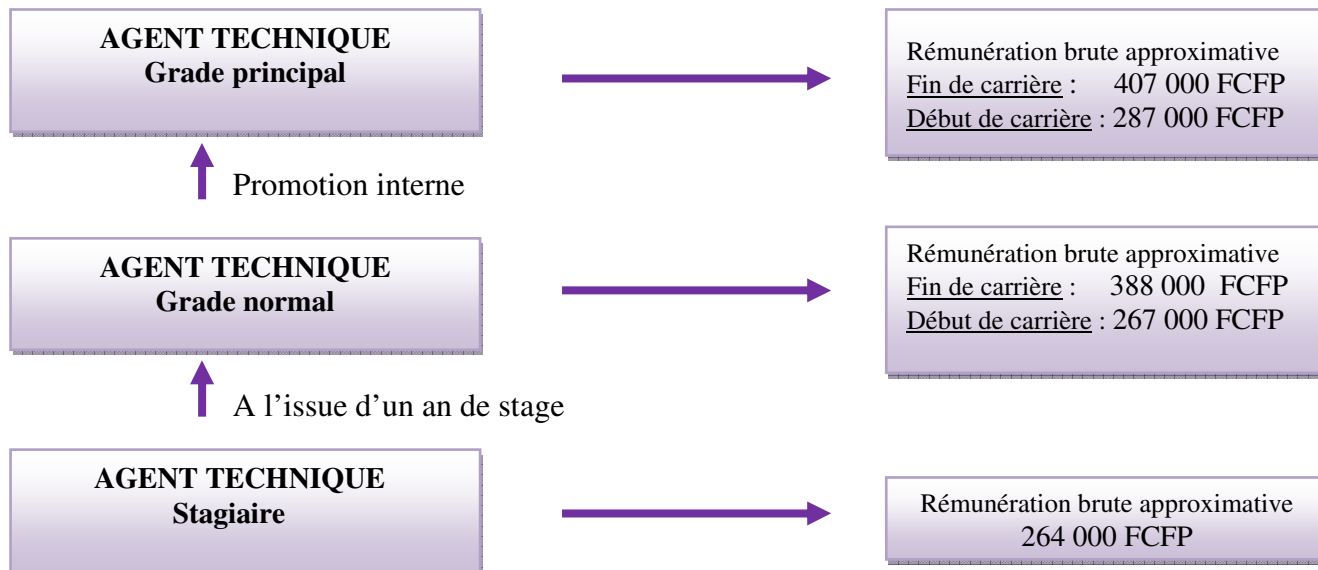 AGENT TECHNIQUE
Grade principal
Rémunération brute approximative
Fin de carrière : 407 000 FCFP
Début de carrière : 287 000 FCFP
Promotion interne
AGENT TECHNIQUE
Grade normal
Rémunération brute approximative
Fin de carrière : 388 000 FCFP
Début de carrière : 267 000 FCFP
A l’issue d’un an de stage
AGENT TECHNIQUE
Stagiaire
Rémunération brute approximative
264 000 FCFP